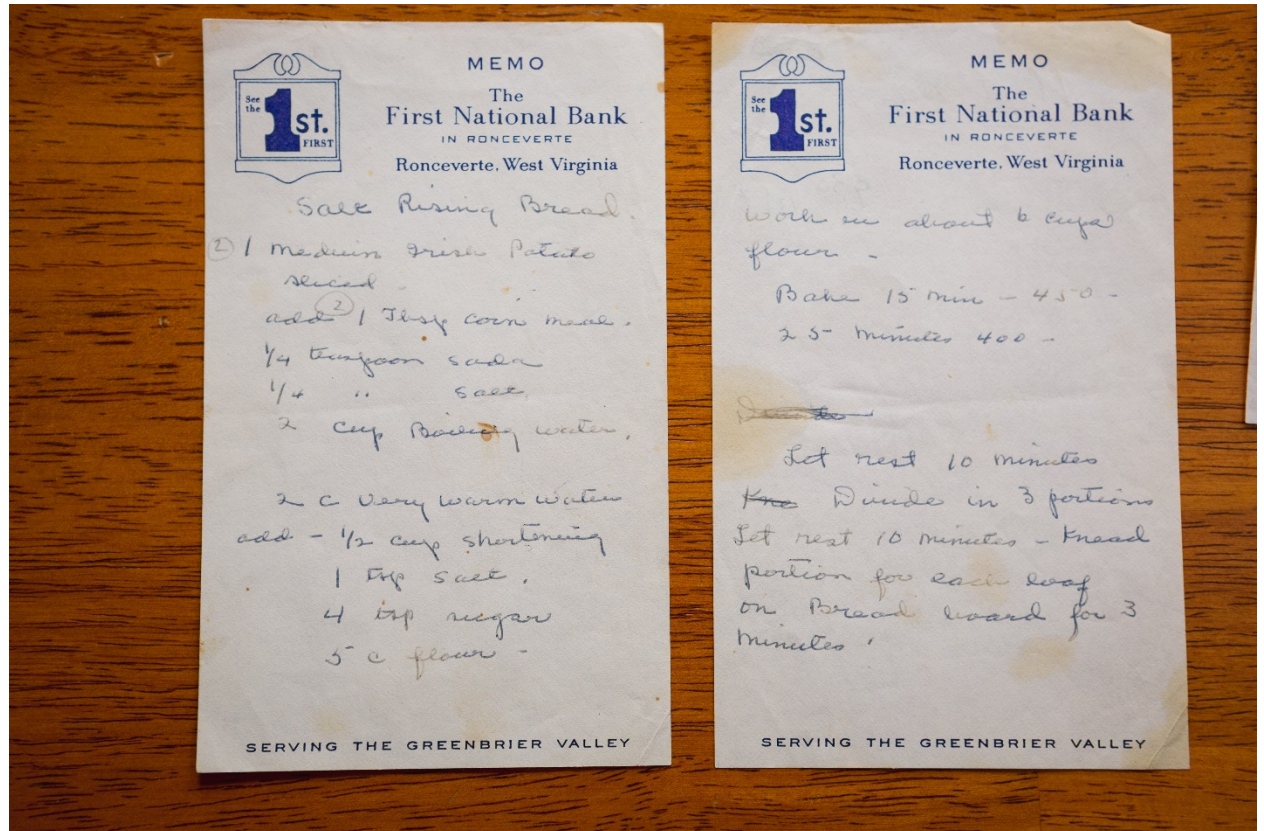 See the 1st. FIRST
MEMO
The
First National Bank
IN RONCEVERTE
Ronceverte, West Virginia
Salt Rising Bread.
(2) 1 medium Irish Potato
sliced
(2)
add 1 Tbsp corn meal.
1/4 teaspoon soda
1/4 " salt.
2 cup Boiling water.
2 c very warm water
add - 1/2 cup shortening
1 tsp salt.
4 tsp sugar
5 c flour -
SERVING THE GREENBRIER VALLEY
See the 1st. FIRST
MEMO
The
First National Bank
IN RONCEVERTE
Ronceverte, West Virginia
Work in about 6 cups
flour -
Bake 15 min - 450 -
25 minutes 400 -
Let rest 10 minutes
Divide in 3 portions
Let rest 10 minutes - Knead
portion for each loaf
on Bread board for 3
minutes.
SERVING THE GREENBRIER VALLEY